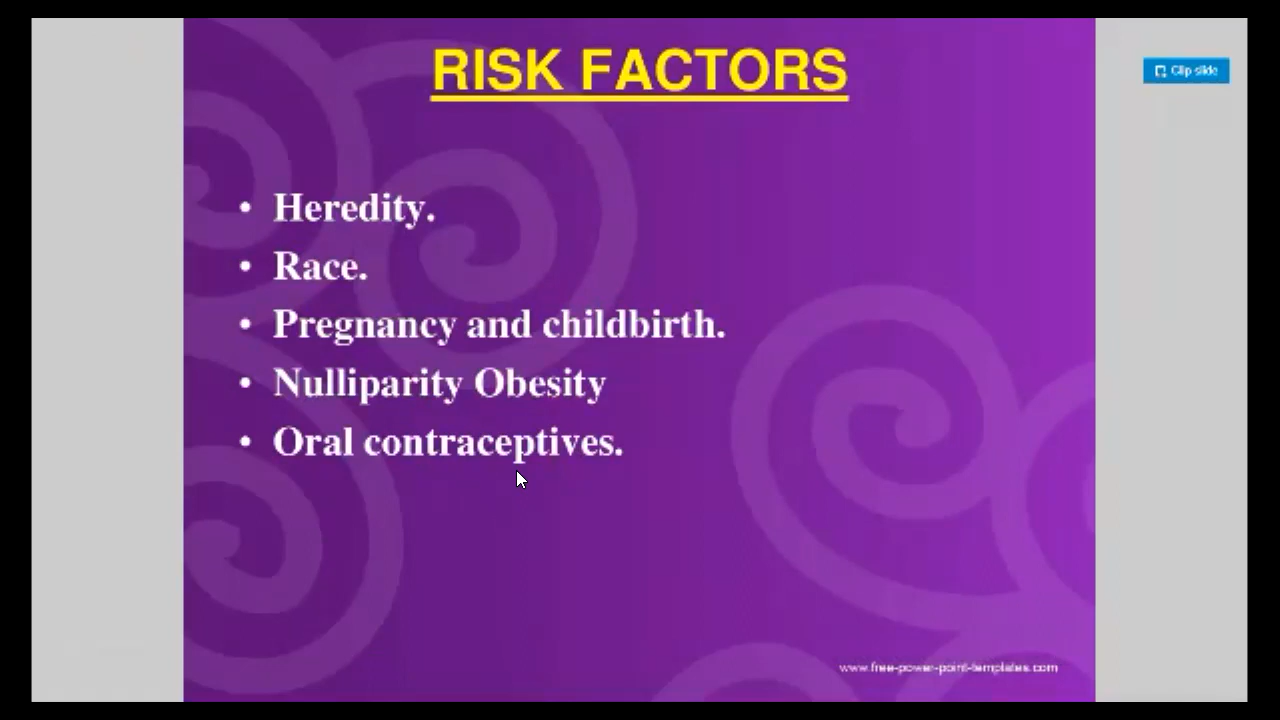 RISK FACTORS
Clip slide
• Heredity.
• Race.
• Pregnancy and childbirth.
• Nulliparity Obesity
• Oral contraceptives.
www.free-power-point-templates.com